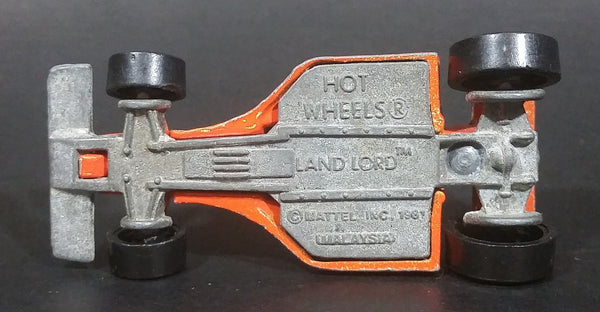 HOT
WHEELS®
LAND LORD™
© MATTEL INC. 1981
MALAYSIA